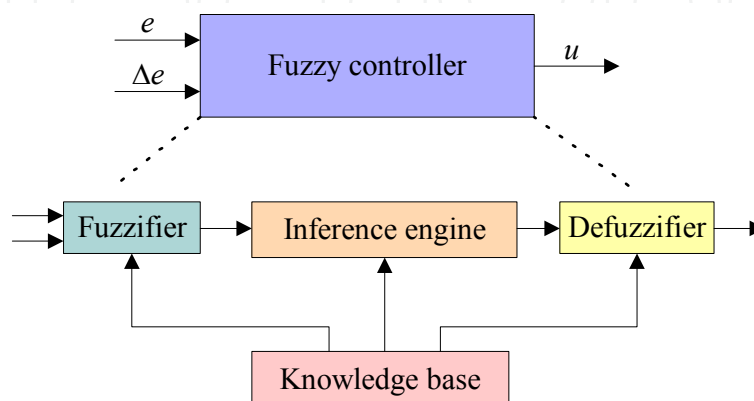 e
Δe
Fuzzy controller
u
Fuzzifier
Inference engine
Defuzzifier
Knowledge base